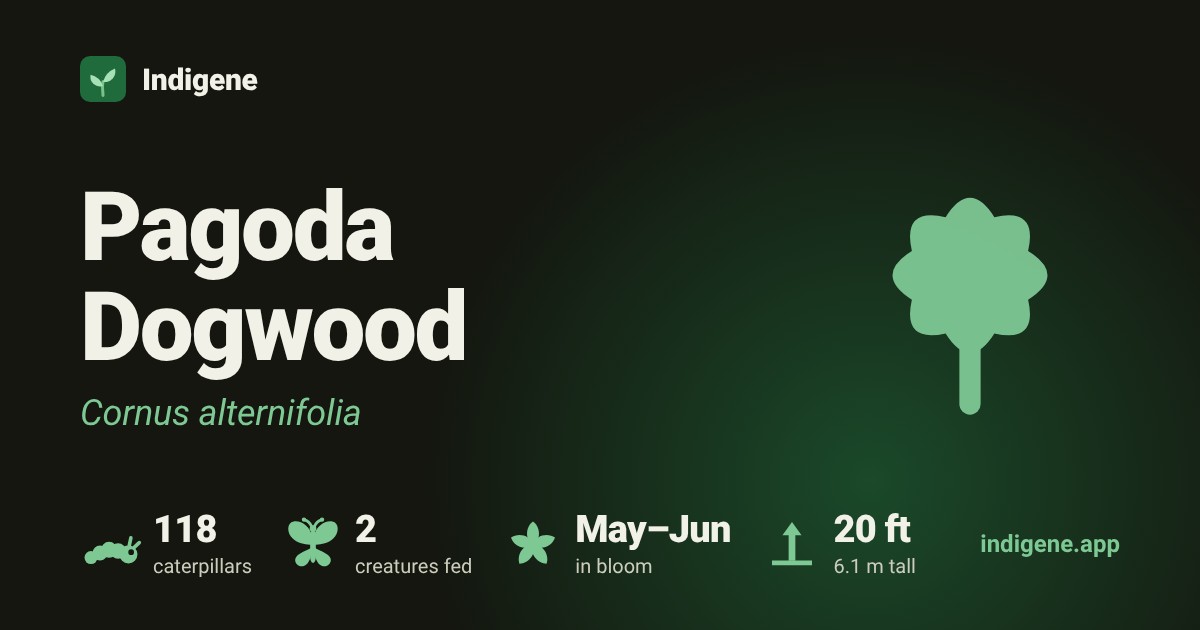 Indigene
Pagoda
Dogwood
Cornus alternifolia
118
caterpillars
2
creatures fed
May–Jun
in bloom
20 ft
6.1 m tall
indigene.app